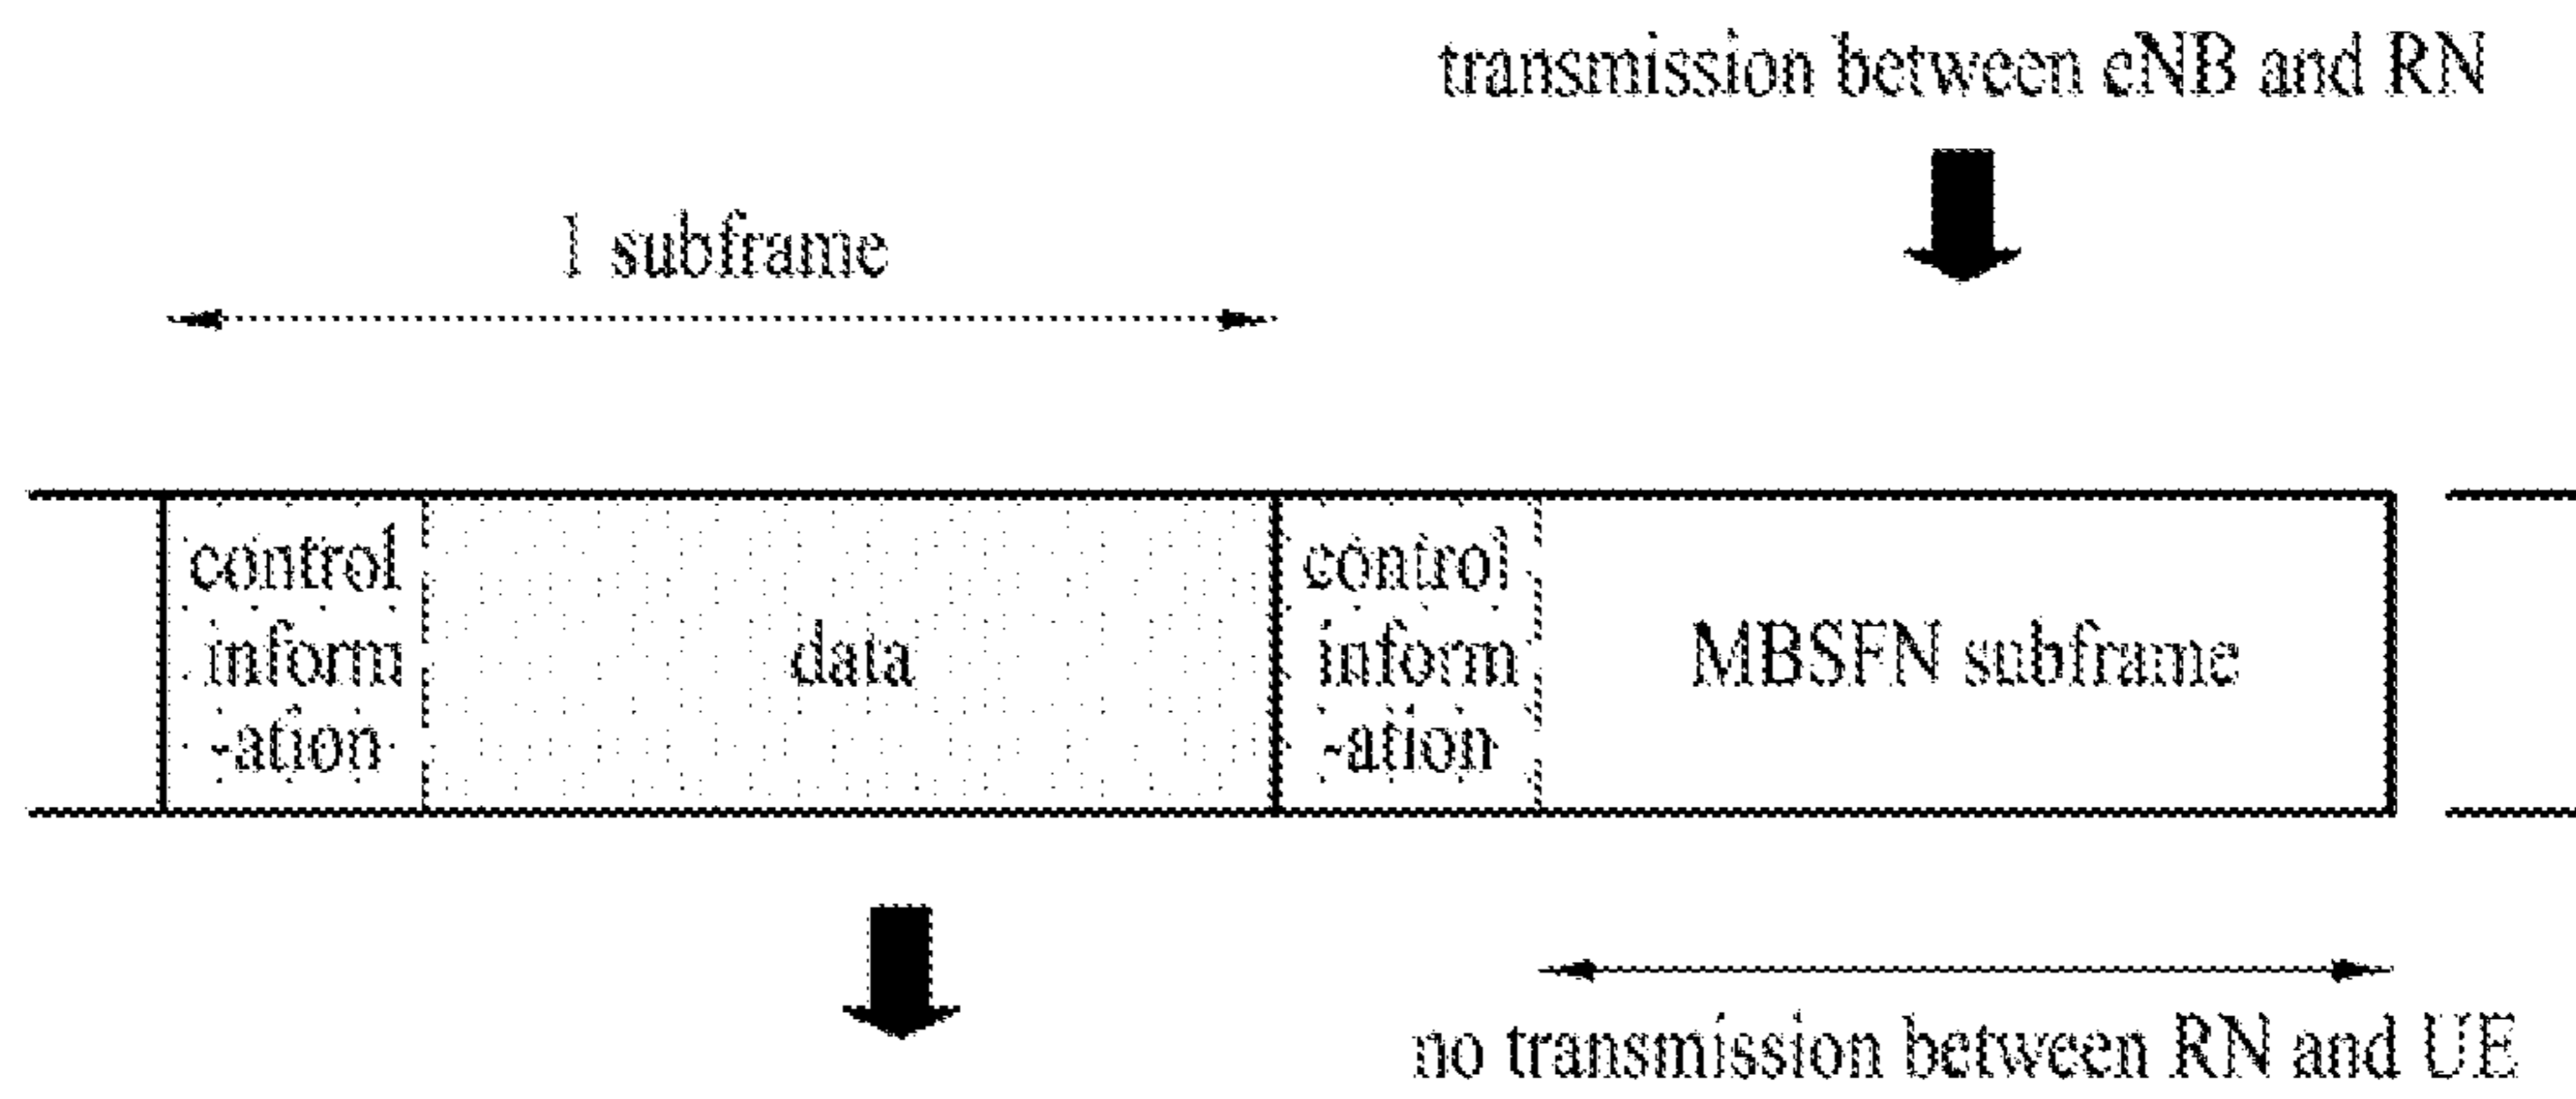 transmission between eNB and RN
1 subframe
control
inform
-ation
data
control
inform
-ation
MBSFN subframe
no transmission between RN and UE